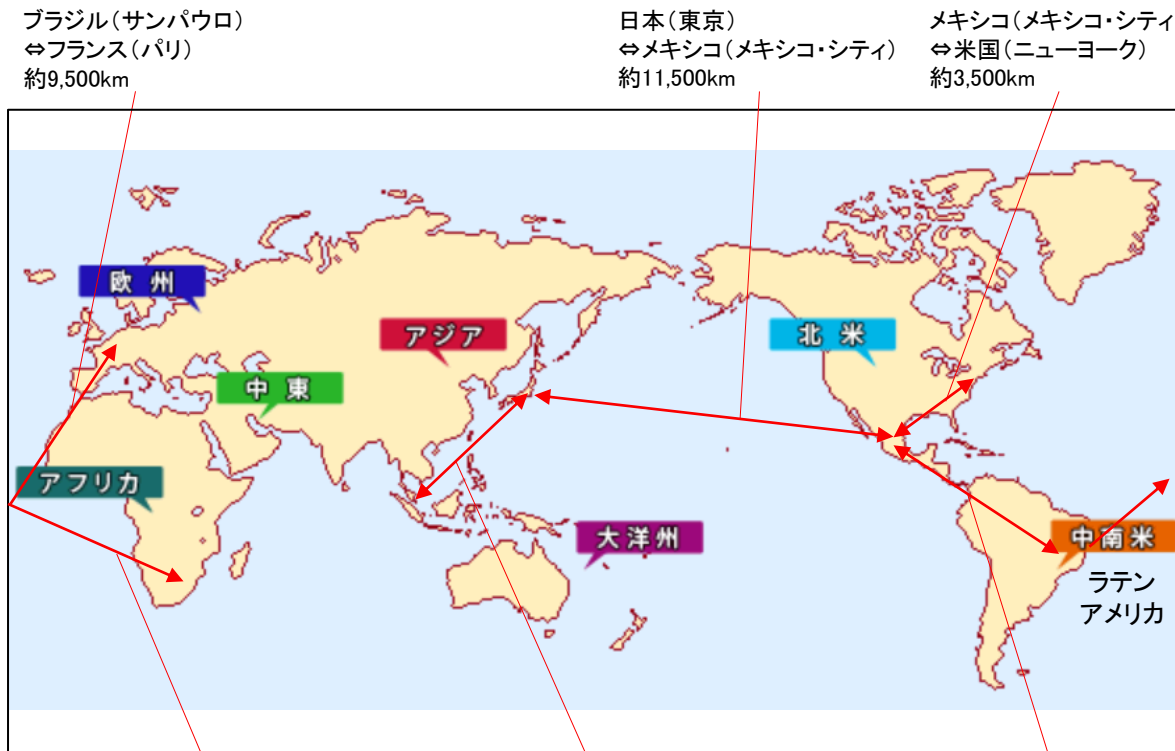 ブラジル(サンパウロ)
⇔フランス(パリ)
約9,500km
日本(東京)
⇔メキシコ(メキシコ・シティ)
約11,500km
メキシコ(メキシコ・シティ
⇔米国(ニューヨーク)
約3,500km
欧州
アジア
北米
中東
アフリカ
大洋州
中南米
ラテン
アメリカ